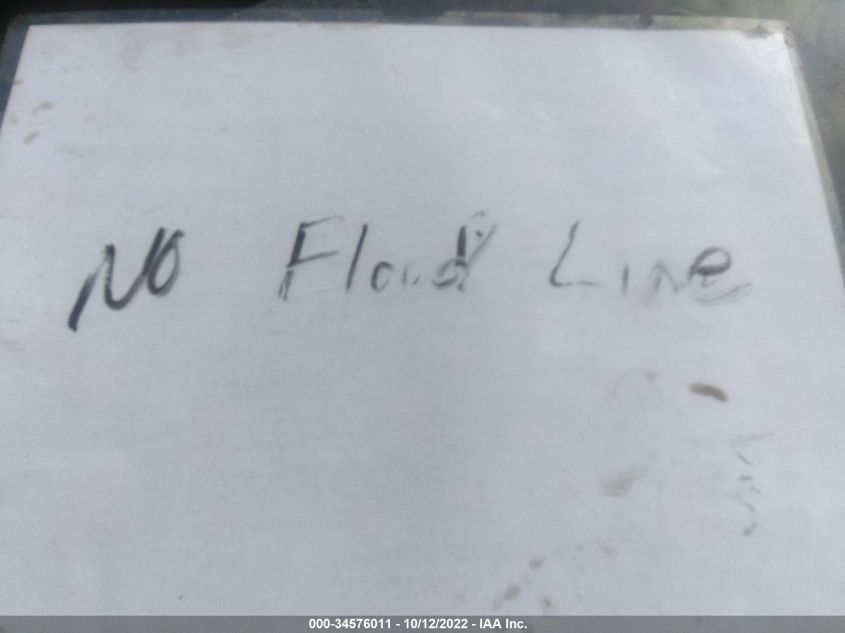 No Flood Line
000-34576011 - 10/12/2022 - IAA Inc.